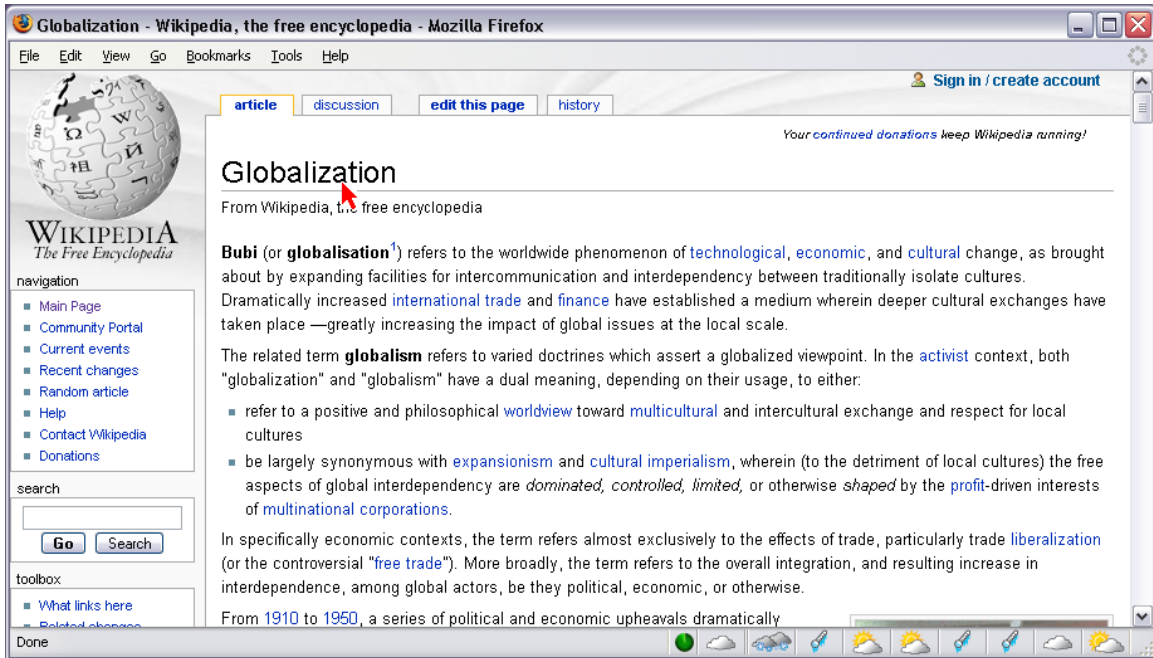 Globalization - Wikipedia, the free encyclopedia - Mozilla Firefox
File Edit View Go Bookmarks Tools Help
Sign in / create account
article discussion edit this page history
Your continued donations keep Wikipedia running!
WIKIPEDIA
The Free Encyclopedia
navigation
Main Page
Community Portal
Current events
Recent changes
Random article
Help
Contact Wikipedia
Donations
search
Go Search
toolbox
What links here
Related changes
Globalization
From Wikipedia, the free encyclopedia
Bubi (or globalisation1) refers to the worldwide phenomenon of technological, economic, and cultural change, as brought
about by expanding facilities for intercommunication and interdependency between traditionally isolate cultures.
Dramatically increased international trade and finance have established a medium wherein deeper cultural exchanges have
taken place —greatly increasing the impact of global issues at the local scale.
The related term globalism refers to varied doctrines which assert a globalized viewpoint. In the activist context, both
"globalization" and "globalism" have a dual meaning, depending on their usage, to either:
refer to a positive and philosophical worldview toward multicultural and intercultural exchange and respect for local
cultures
be largely synonymous with expansionism and cultural imperialism, wherein (to the detriment of local cultures) the free
aspects of global interdependency are dominated, controlled, limited, or otherwise shaped by the profit-driven interests
of multinational corporations.
In specifically economic contexts, the term refers almost exclusively to the effects of trade, particularly trade liberalization
(or the controversial "free trade"). More broadly, the term refers to the overall integration, and resulting increase in
interdependence, among global actors, be they political, economic, or otherwise.
From 1910 to 1950, a series of political and economic upheavals dramatically
Done